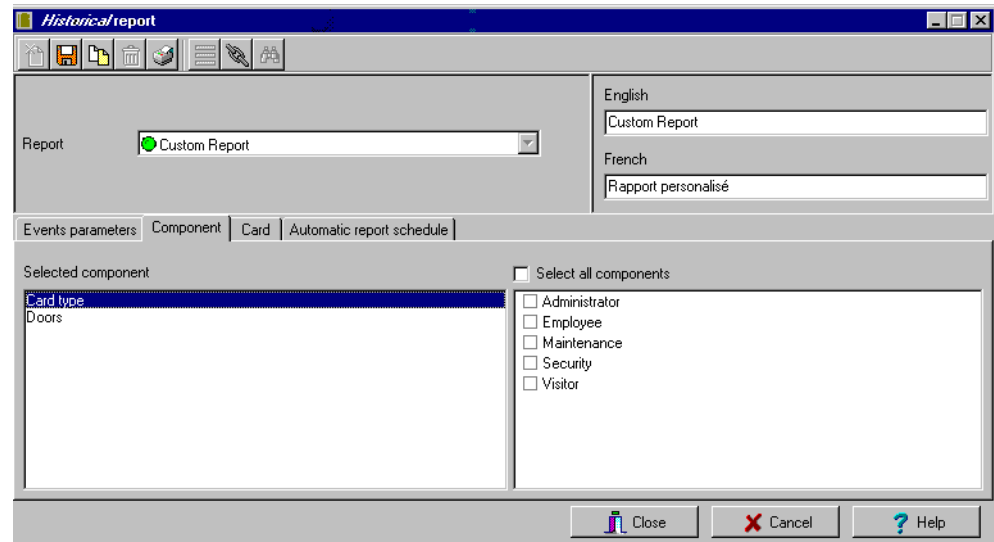 Historical report
English
Custom Report
Report
Custom Report
French
Rapport personalisé
Events parameters
Component
Card
Automatic report schedule
Selected component
Select all components
Card type
Doors
Administrator
Employee
Maintenance
Security
Visitor
Close
Cancel
Help